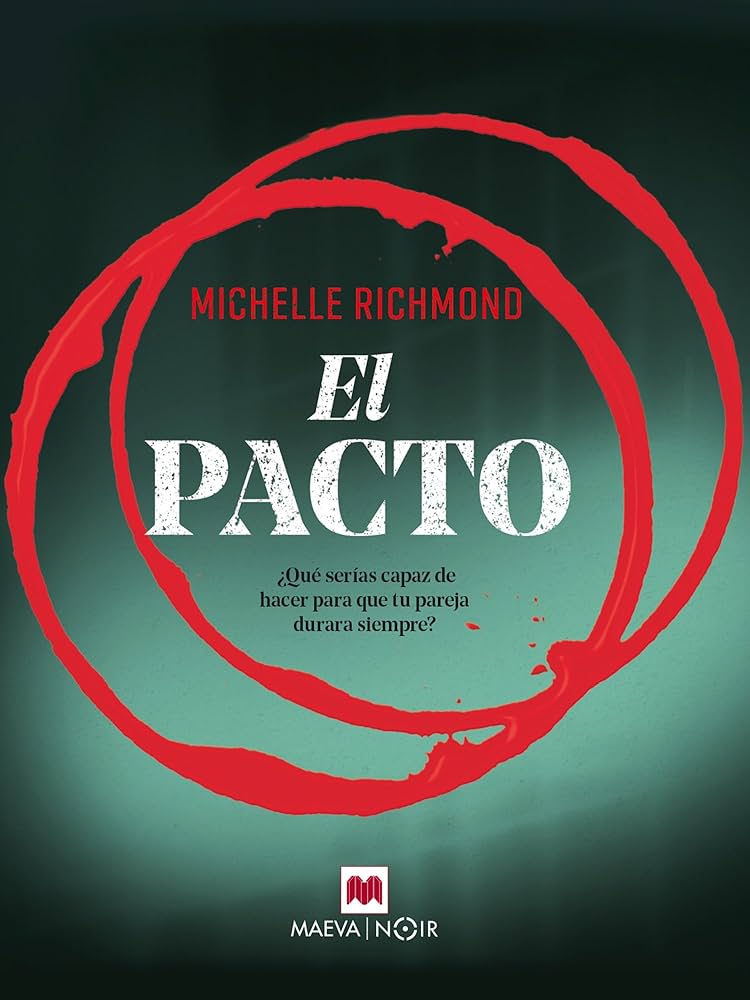 MICHELLE RICHMOND
El
PACTO
¿Qué serías capaz de
hacer para que tu pareja
durara siempre?
MAEVA | NOIR